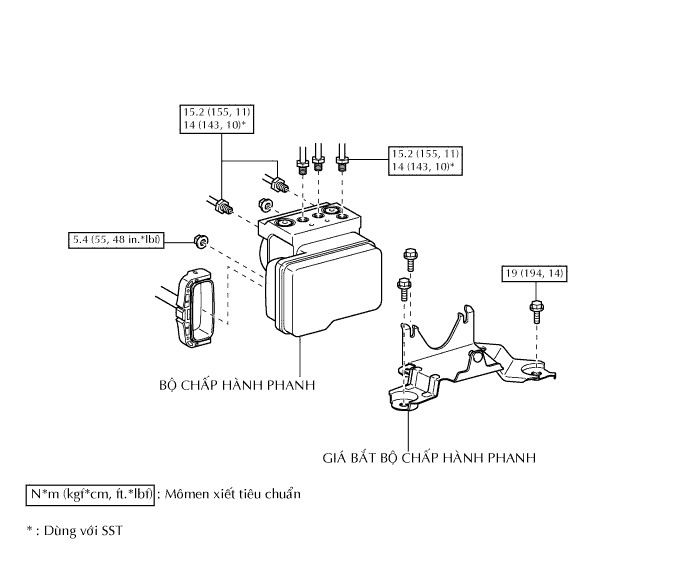 15.2 (155, 11)
14 (143, 10)*
15.2 (155, 11)
14 (143, 10)*
5.4 (55, 48 in.*lbf)
19 (194, 14)
BỘ CHẤP HÀNH PHANH
GIÁ BẮT BỘ CHẤP HÀNH PHANH
N*m (kgf*cm, ft.*lbf) : Mômen xiết tiêu chuẩn
* : Dùng với SST